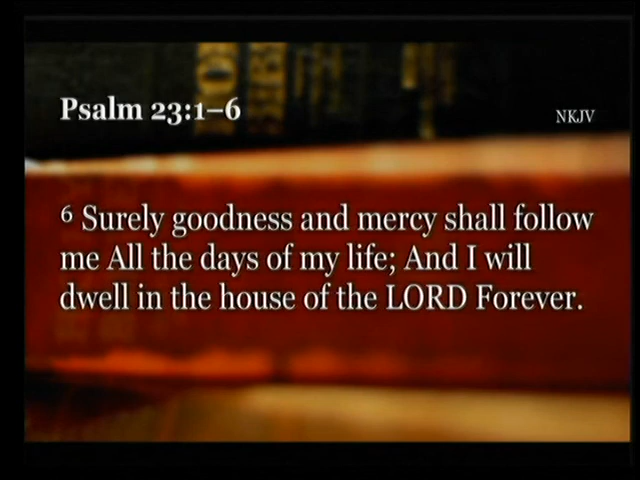 Psalm 23:1–6
NKJV
6 Surely goodness and mercy shall follow
me All the days of my life; And I will
dwell in the house of the LORD Forever.